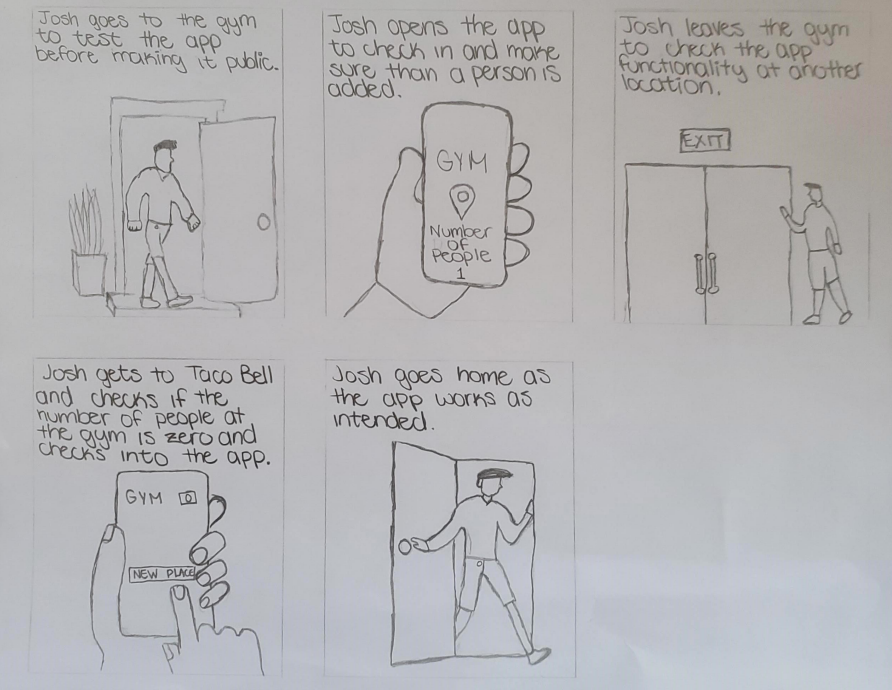 Josh goes to the gym
to test the app
before making it public.
Josh opens the app
to check in and make
sure than a person is
added.
GYM
Number
of
People
1
Josh leaves the gym
to check the app
functionality at another
location.
EXIT
Josh gets to Taco Bell
and checks if the
number of people at
the gym is zero and
checks into the app.
GYM 0
NEW PLACE
Josh goes home as
the app works as
intended.